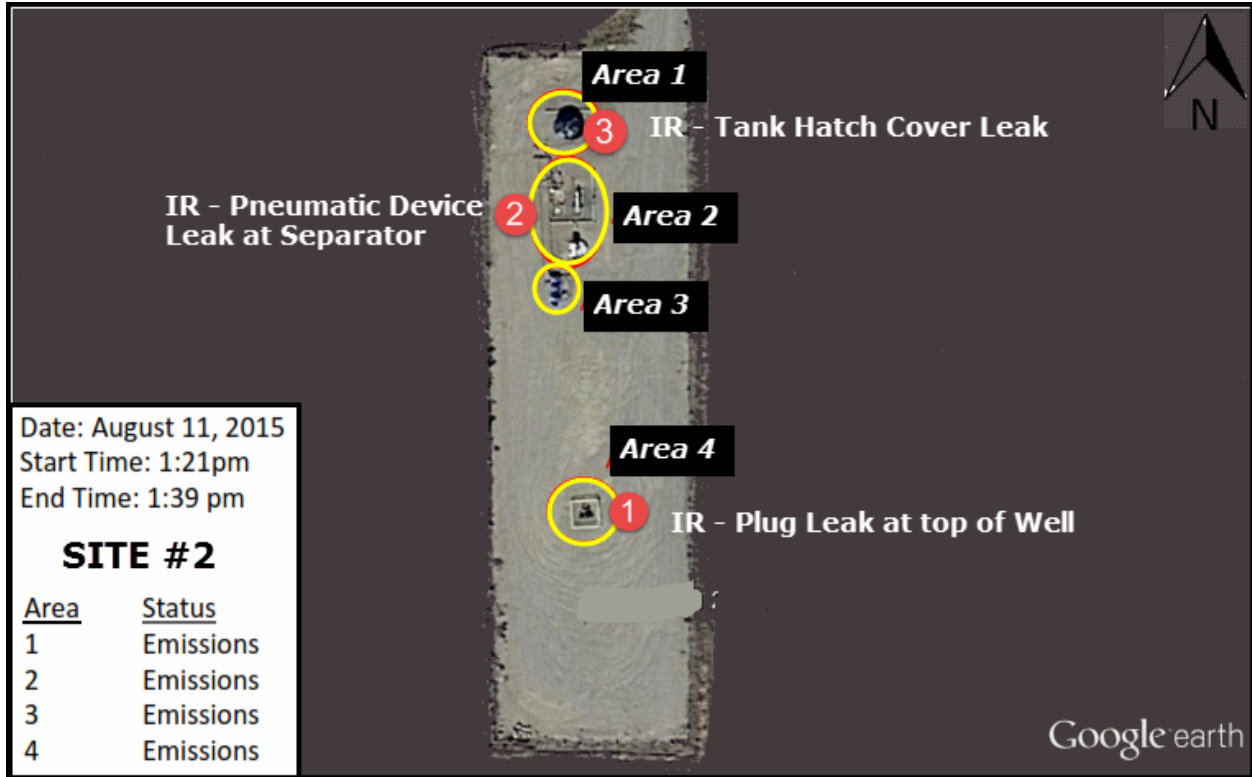 Area 1
3
IR - Tank Hatch Cover Leak
N
IR - Pneumatic Device
Leak at Separator
2
Area 2
Area 3
Area 4
1
IR - Plug Leak at top of Well
Date: August 11, 2015
Start Time: 1:21pm
End Time: 1:39 pm
SITE #2
Area Status
1 Emissions
2 Emissions
3 Emissions
4 Emissions
Google earth